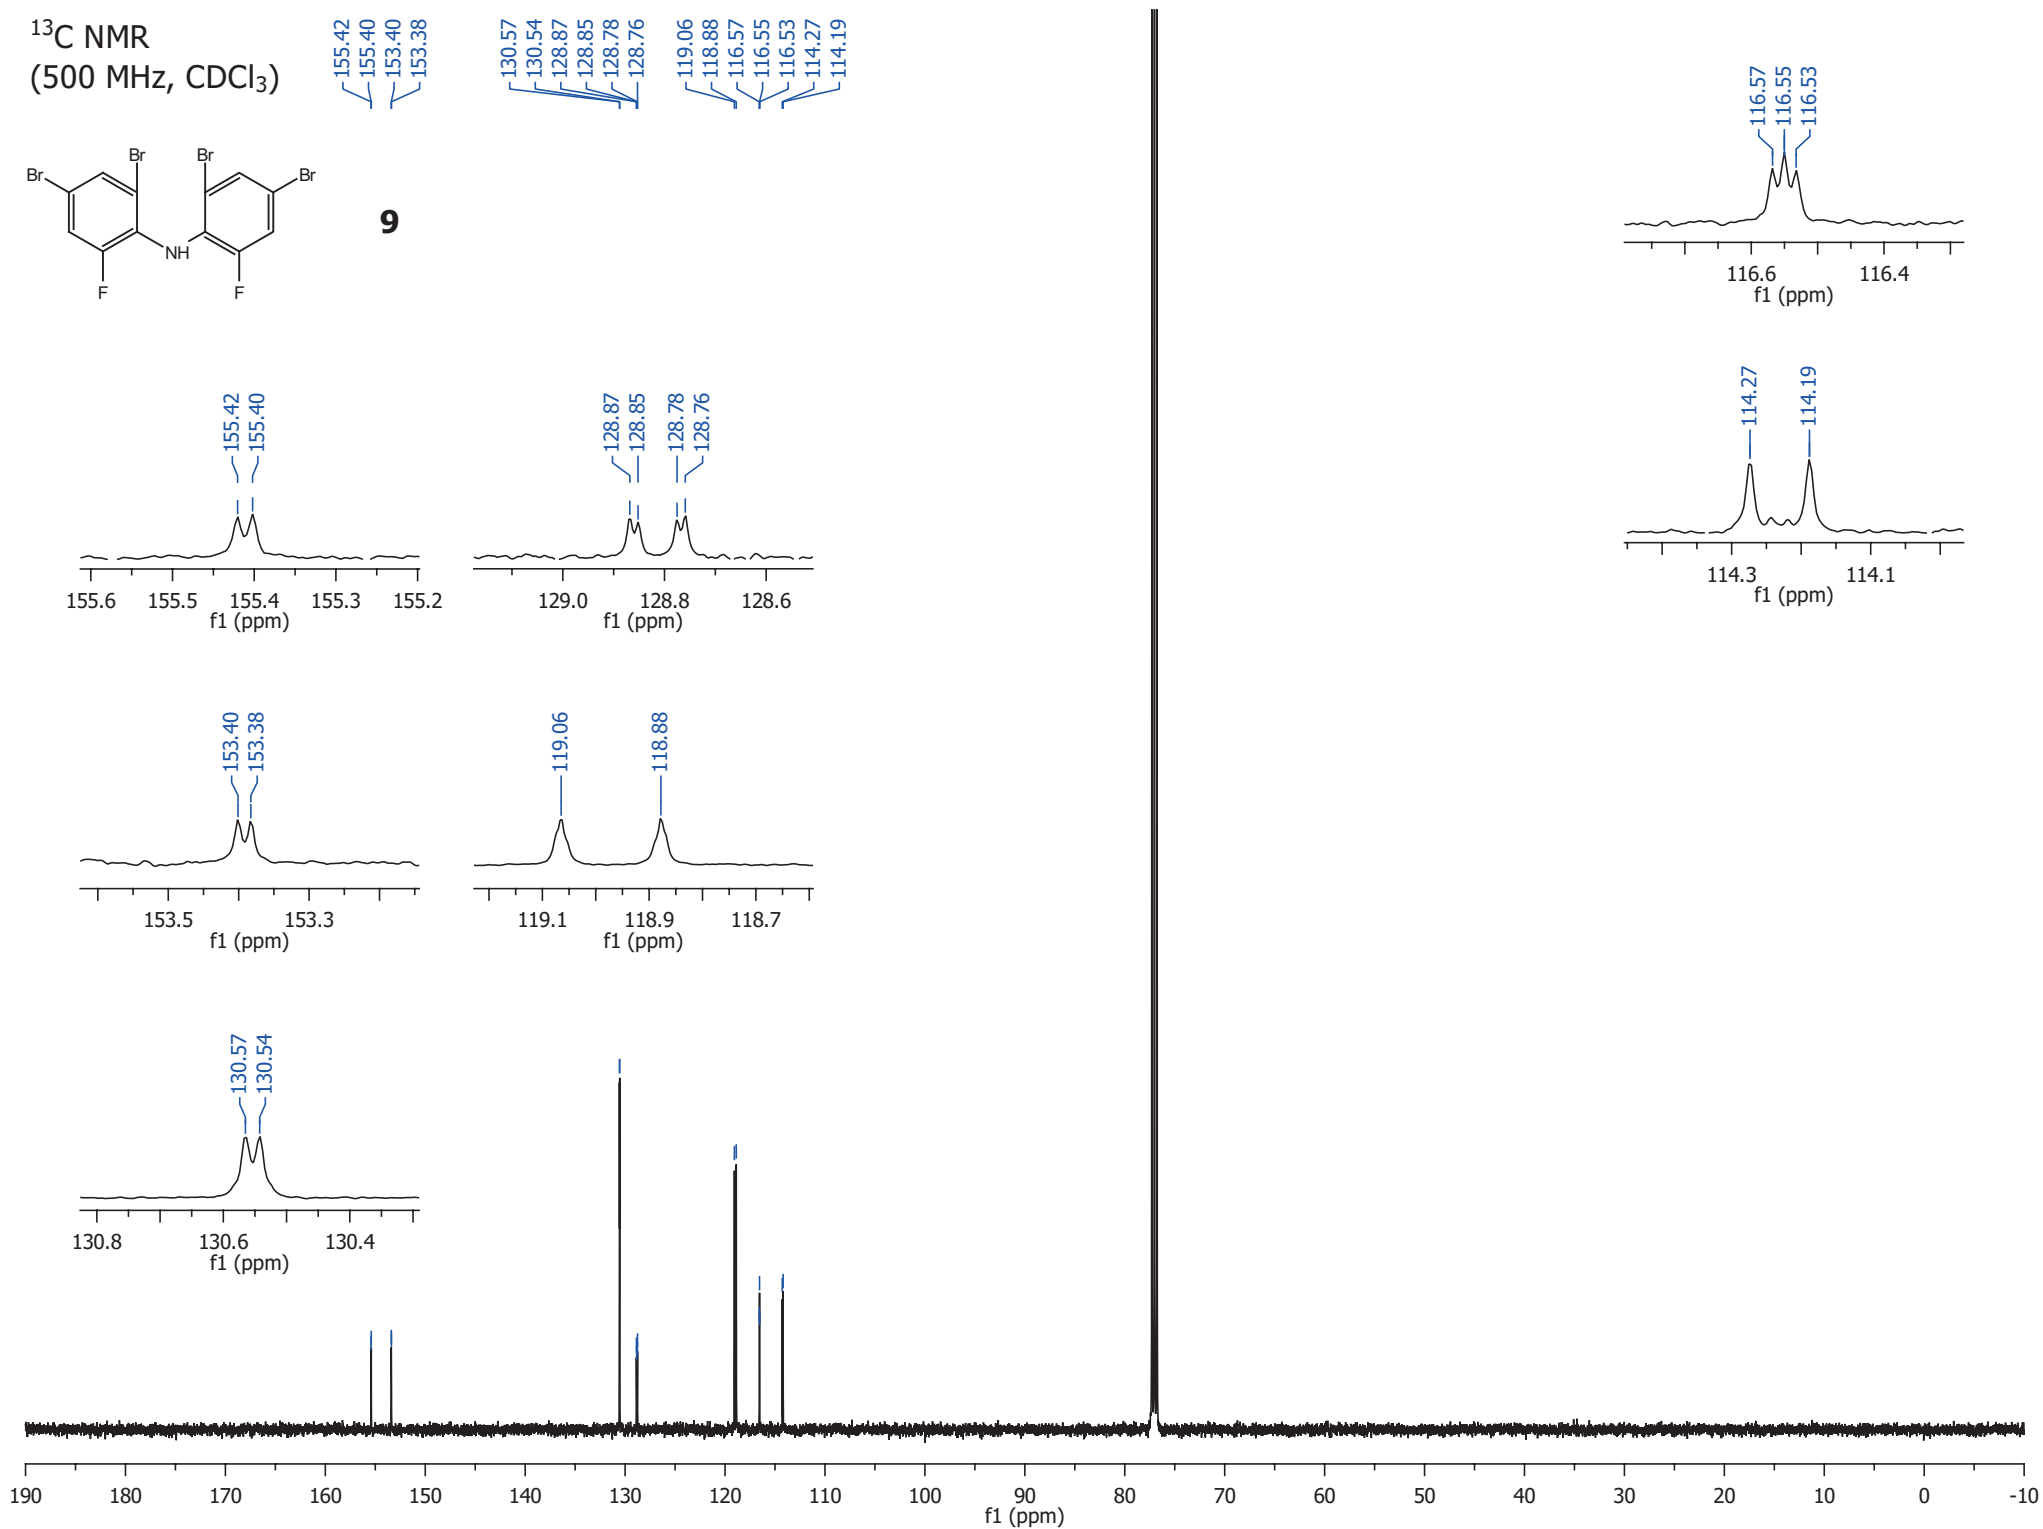 ¹³C NMR
(500 MHz, CDCl₃)
155.42
155.40
153.40
153.38
130.57
130.54
128.87
128.85
128.78
128.76
119.06
118.88
116.57
116.55
116.53
114.27
114.19
Br
Br
Br
Br
NH
F
F
9
116.57
116.55
116.53
116.6 116.4
f1 (ppm)
114.27
114.19
114.3 114.1
f1 (ppm)
155.42
155.40
155.6 155.5 155.4 155.3 155.2
f1 (ppm)
128.87
128.85
128.78
128.76
129.0 128.8 128.6
f1 (ppm)
153.40
153.38
153.5 153.3
f1 (ppm)
119.06
118.88
119.1 118.9 118.7
f1 (ppm)
130.57
130.54
130.8 130.6 130.4
f1 (ppm)
190 180 170 160 150 140 130 120 110 100 90 80 70 60 50 40 30 20 10 0 -10
f1 (ppm)